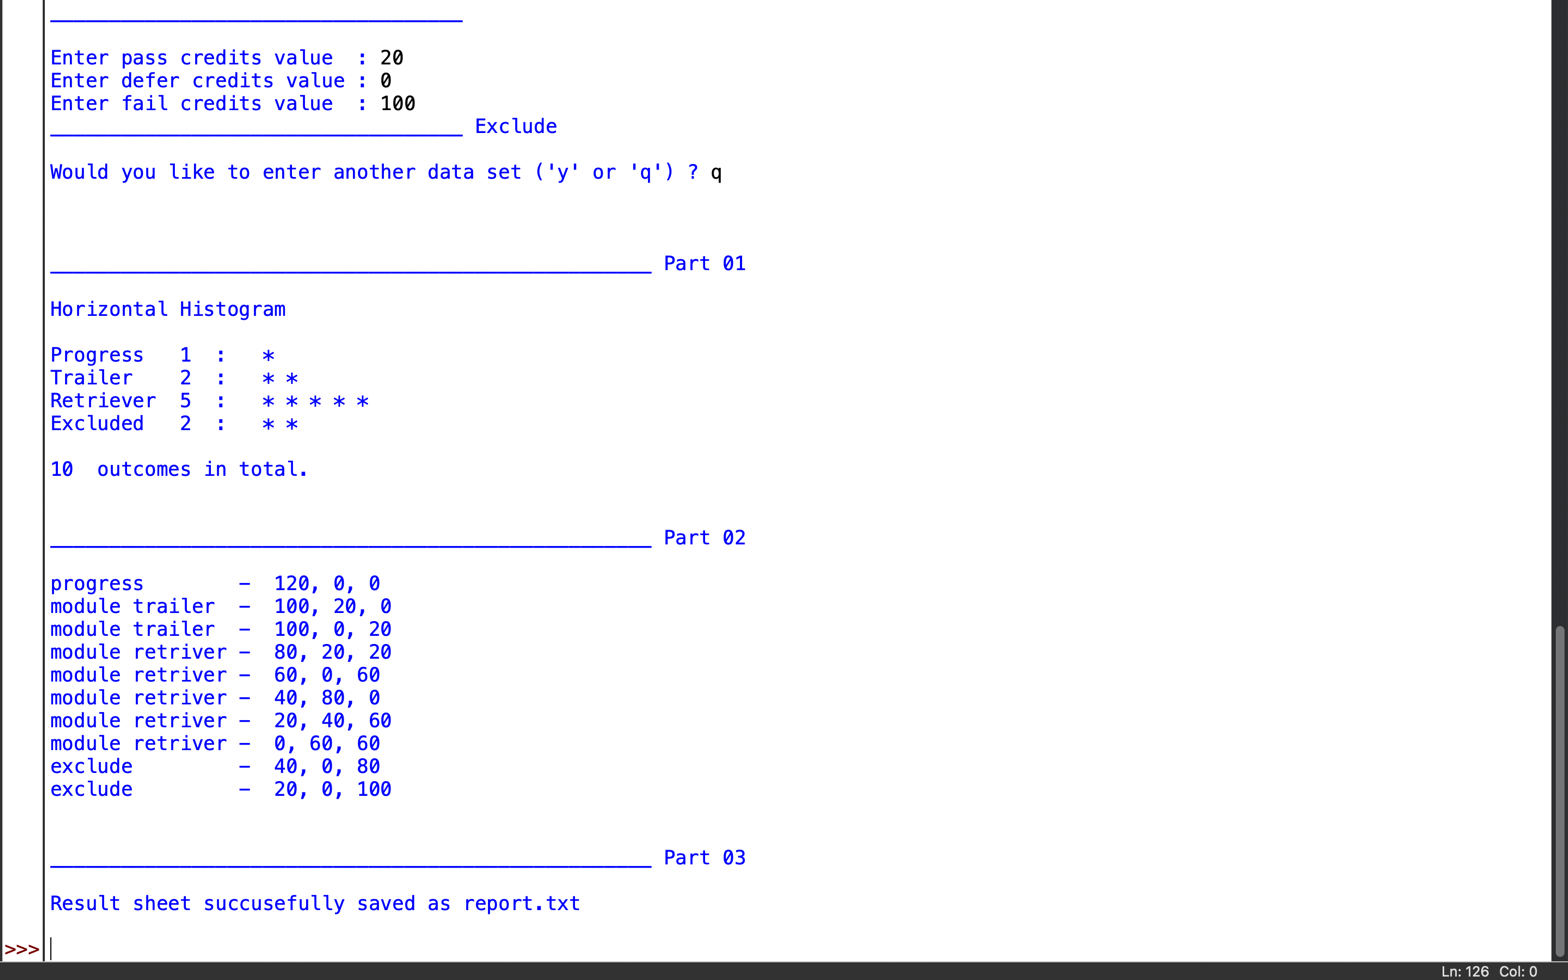 ___________________________________
Enter pass credits value  : 20
Enter defer credits value : 0
Enter fail credits value  : 100
___________________________________ Exclude
Would you like to enter another data set ('y' or 'q') ? q
___________________________________________________ Part 01
Horizontal Histogram
Progress   1  :   *
Trailer    2  :   * *
Retriever  5  :   * * * * *
Excluded   2  :   * *
10  outcomes in total.
___________________________________________________ Part 02
progress        -  120, 0, 0
module trailer  -  100, 20, 0
module trailer  -  100, 0, 20
module retriver -  80, 20, 20
module retriver -  60, 0, 60
module retriver -  40, 80, 0
module retriver -  20, 40, 60
module retriver -  0, 60, 60
exclude         -  40, 0, 80
exclude         -  20, 0, 100
___________________________________________________ Part 03
Result sheet succusefully saved as report.txt
>>>
Ln: 126  Col: 0